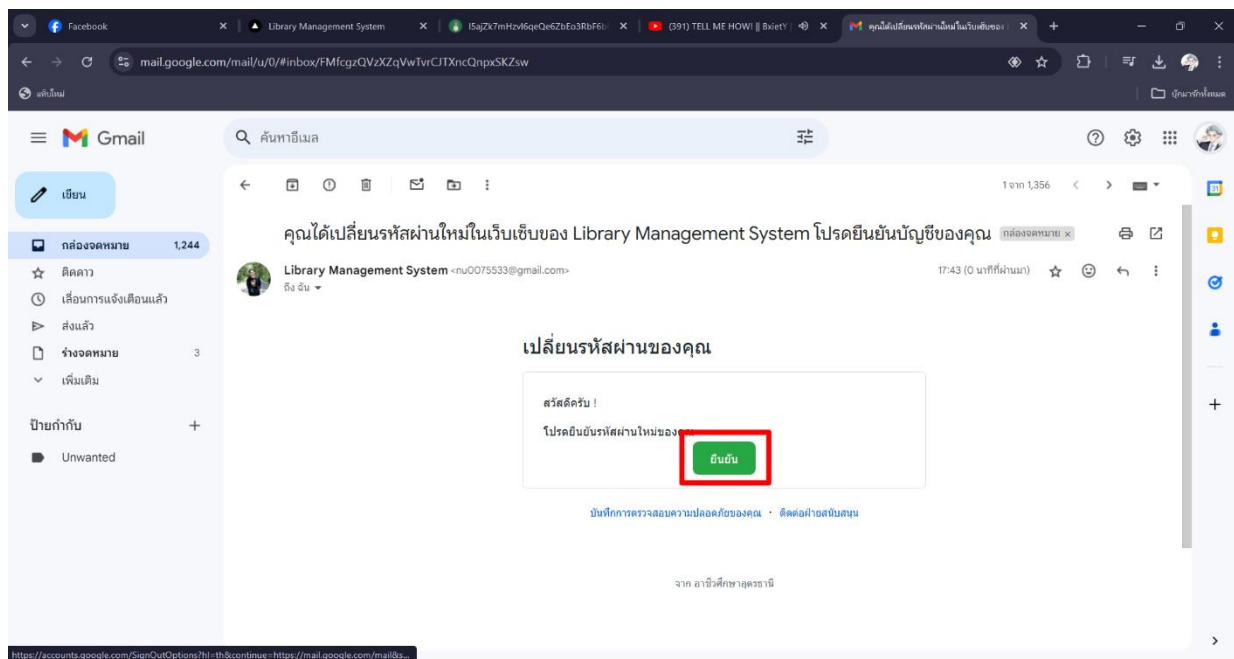 Facebook
Library Management System
I5ajZk7mHzvl6qeQe6ZbEo3RbF6bl
(391) TELL ME HOW! || BxietY
คุณได้เปลี่ยนรหัสผ่านใหม่ในเว็บเซ็บของ
mail.google.com/mail/u/0/#inbox/FMfcgzQVzXZqVwTvrCJTXncQnpxSKZsw
แท็บใหม่
บุ๊กมาร์กทั้งหมด
Gmail
ค้นหาอีเมล
เขียน
1 จาก 1,356
กล่องจดหมาย 1,244
ติดดาว
เลื่อนการแจ้งเตือนแล้ว
ส่งแล้ว
ร่างจดหมาย 3
เพิ่มเติม
ป้ายกำกับ
Unwanted
คุณได้เปลี่ยนรหัสผ่านใหม่ในเว็บเซ็บของ Library Management System โปรดยืนยันบัญชีของคุณ กล่องจดหมาย x
Library Management System <nu0075533@gmail.com>
17:43 (0 นาทีที่ผ่านมา)
ถึง ฉัน
31
เปลี่ยนรหัสผ่านของคุณ
สวัสดีครับ !
โปรดยืนยันรหัสผ่านใหม่ของคุณ
ยืนยัน
บันทึกการตรวจสอบความปลอดภัยของคุณ · ติดต่อฝ่ายสนับสนุน
จาก อาชีวศึกษาอุดรธานี
https://accounts.google.com/SignOutOptions?hl=th&continue=https://mail.google.com/mail&s...